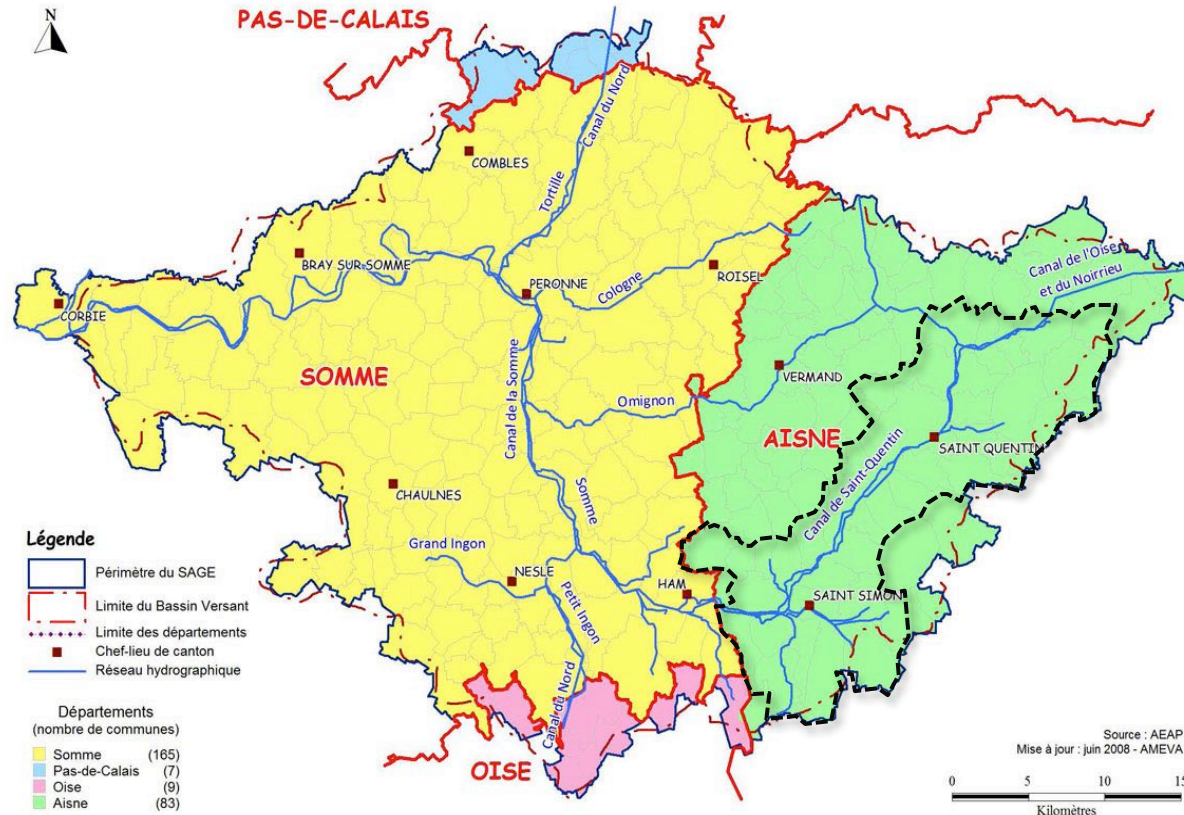 N
PAS-DE-CALAIS
Canal du Nord
COMBLES
Tortille
BRAY SUR SOMME
PERONNE
Cologne
ROISEL
Canal de l'Oise
et du Noirrieu
CORBIE
SOMME
Canal de la Somme
Omignon
VERMAND
AISNE
SAINT QUENTIN
Canal de Saint-Quentin
CHAULNES
Somme
Grand Ingon
NESLE
Petit Ingon
HAM
SAINT SIMON
Canal du Nord
OISE
Légende
Périmètre du SAGE
Limite du Bassin Versant
Limite des départements
Chef-lieu de canton
Réseau hydrographique
Départements
(nombre de communes)
Somme (165)
Pas-de-Calais (7)
Oise (9)
Aisne (83)
Source : AEAP
Mise à jour : juin 2008 - AMEVA
0 5 10 15
Kilomètres